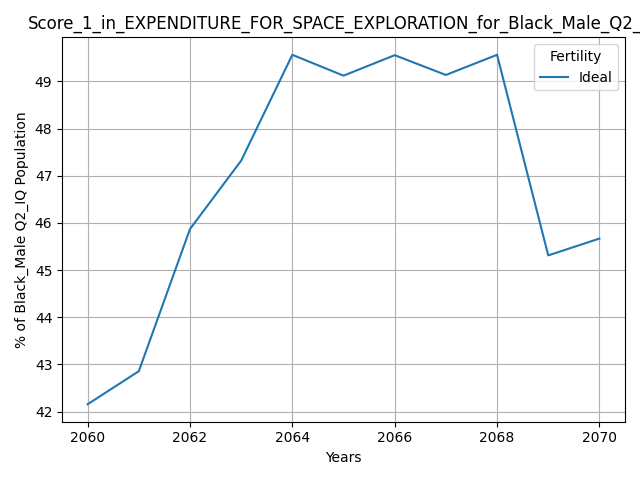 Score_1_in_EXPENDITURE_FOR_SPACE_EXPLORATION_for_Black_Male_Q2_
Fertility
Ideal
% of Black_Male Q2_IQ Population
49
48
47
46
45
44
43
42
2060 2062 2064 2066 2068 2070
Years